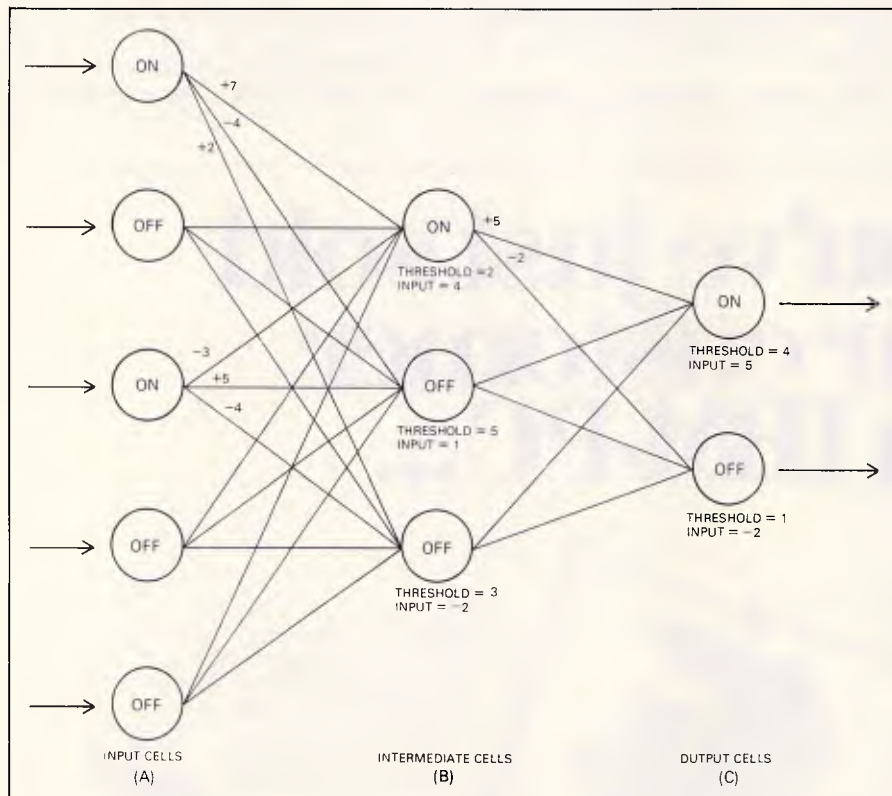 ON
+7
−4
+2
OFF
ON
+5
−2
THRESHOLD =2
INPUT = 4
ON
THRESHOLD = 4
INPUT = 5
ON
−3
+5
−4
OFF
THRESHOLD = 5
INPUT = 1
OFF
THRESHOLD = 1
INPUT = −2
OFF
OFF
THRESHOLD = 3
INPUT = −2
OFF
INPUT CELLS
(A)
INTERMEDIATE CELLS
(B)
OUTPUT CELLS
(C)